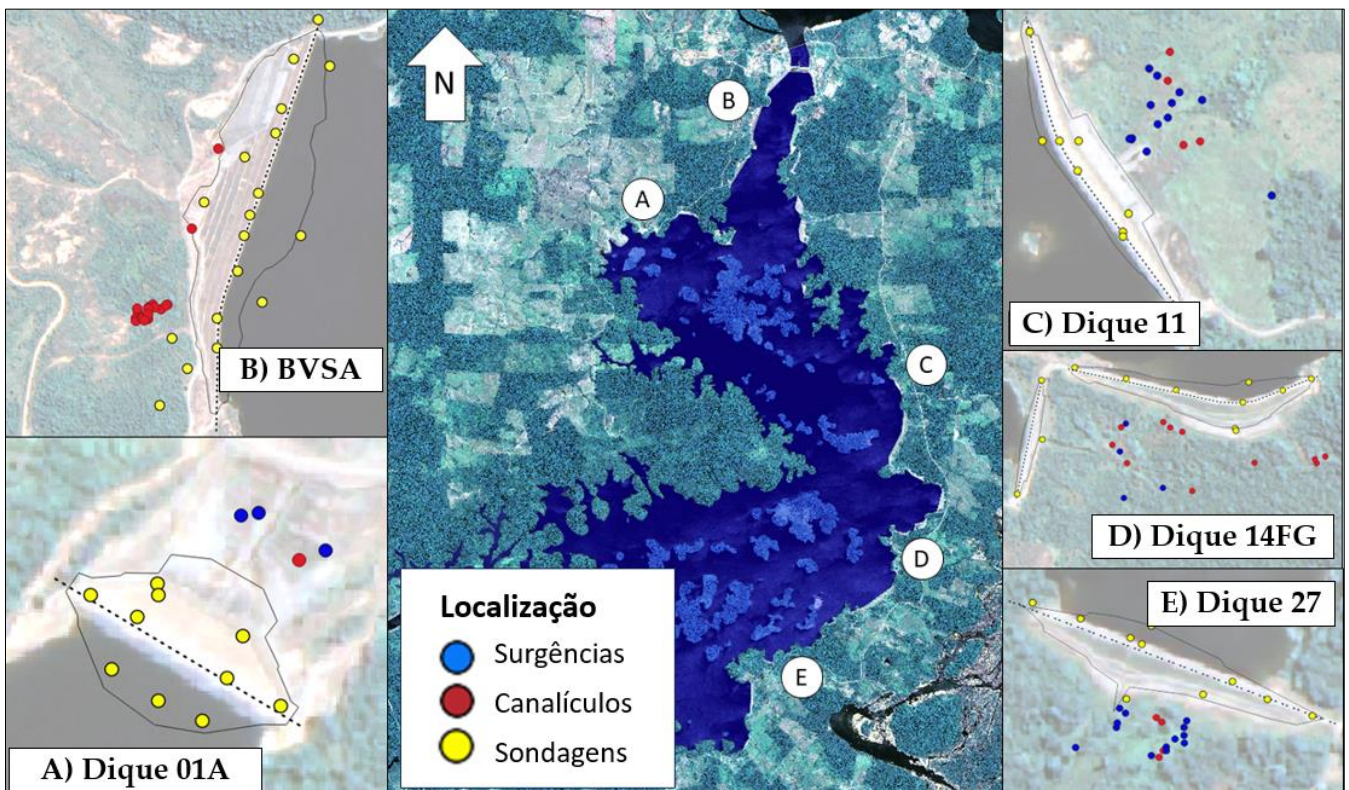 B) BVSA
A) Dique 01A
N
B
A
C
D
E
Localização
Surgências
Canalículos
Sondagens
C) Dique 11
D) Dique 14FG
E) Dique 27